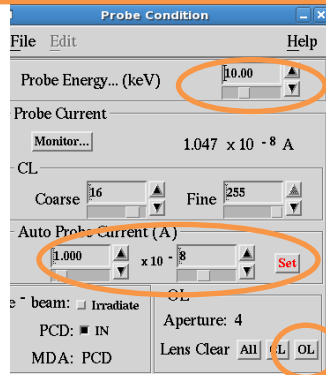 Probe Condition
File Edit Help
Probe Energy... (keV) 10.00
Probe Current
Monitor... 1.047 x 10 - 8 A
CL
Coarse 16 Fine 255
Auto Probe Current (A)
1.000 x 10 - 8 Set
e - beam: Irradiate OL
PCD: IN Aperture: 4
MDA: PCD Lens Clear All CL OL